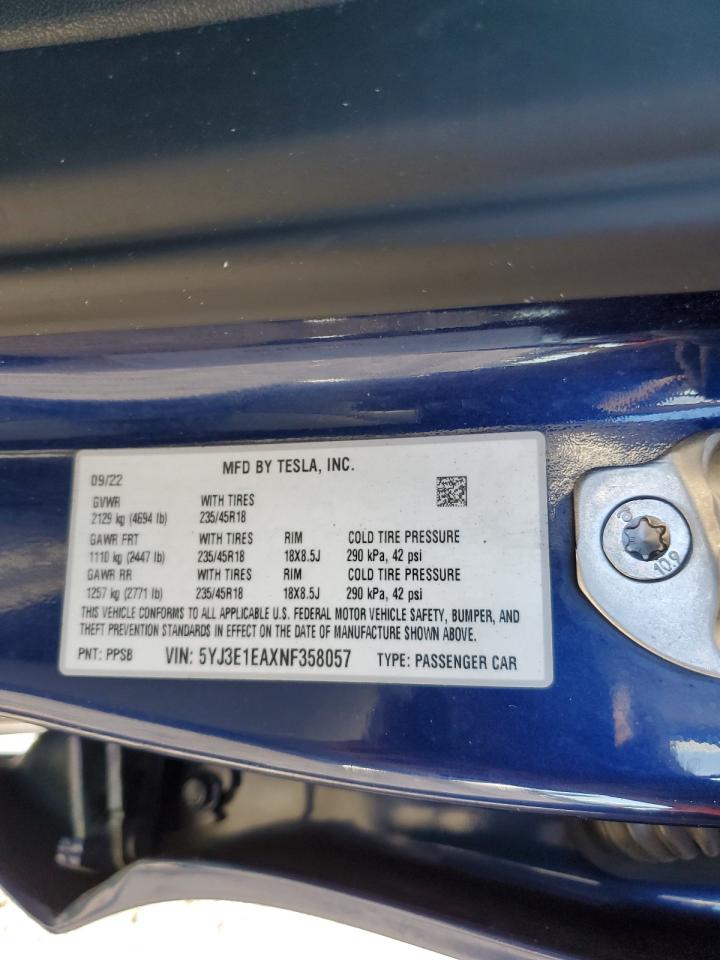 MFD BY TESLA, INC.
09/22
GVWR WITH TIRES
2129 kg (4694 lb) 235/45R18
GAWR FRT WITH TIRES RIM COLD TIRE PRESSURE
1110 kg (2447 lb) 235/45R18 18X8.5J 290 kPa, 42 psi
GAWR RR WITH TIRES RIM COLD TIRE PRESSURE
1257 kg (2771 lb) 235/45R18 18X8.5J 290 kPa, 42 psi
THIS VEHICLE CONFORMS TO ALL APPLICABLE U.S. FEDERAL MOTOR VEHICLE SAFETY, BUMPER, AND
THEFT PREVENTION STANDARDS IN EFFECT ON THE DATE OF MANUFACTURE SHOWN ABOVE.
PNT: PPSB VIN: 5YJ3E1EAXNF358057 TYPE: PASSENGER CAR
10.9